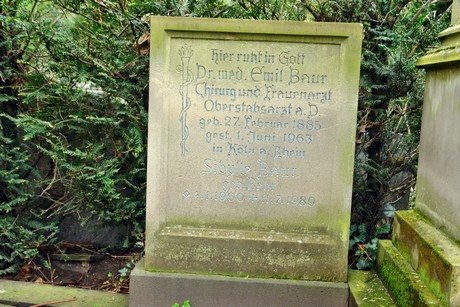 Hier ruht in Gott
Dr. med. Emil Baur
Chirurg und Frauenarzt
Oberstabsarzt a. D.
geb. 27. Februar 1885
gest. 1. Juni 1963
in Köln a. Rhein
Baur
1989